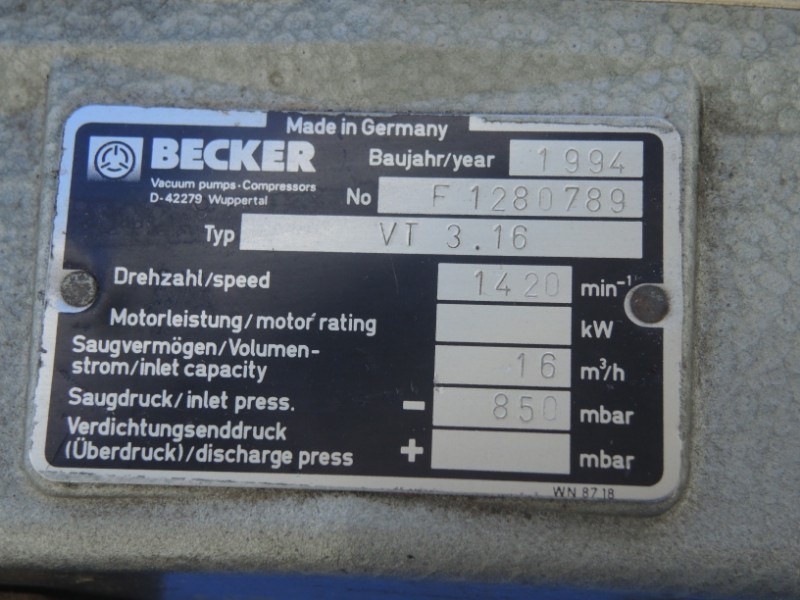 Made in Germany
BECKER
Vacuum pumps·Compressors
D-42279 Wuppertal
Baujahr/year 1994
No F 1280789
Typ VT 3.16
Drehzahl/speed 1420 min⁻¹
Motorleistung/motor rating kW
Saugvermögen/Volumen-
strom/inlet capacity 16 m³/h
Saugdruck/inlet press. − 850 mbar
Verdichtungsenddruck
(Überdruck)/discharge press + mbar
WN 87.18